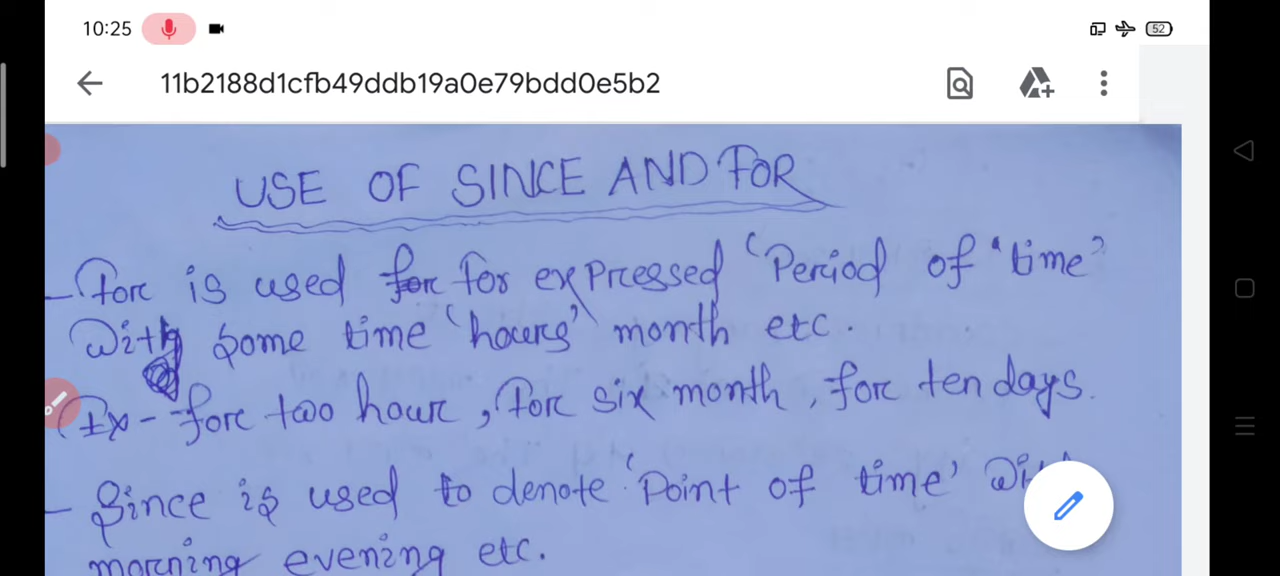 10:25
52
11b2188d1cfb49ddb19a0e79bdd0e5b2
USE OF SINCE AND FOR
- For is used for for expressed 'Period of 'time'
With some time 'hours' month etc.
(Ex - for two hour, For six month, for ten days.
- Since is used to denote 'Point of time'
morning evening etc.